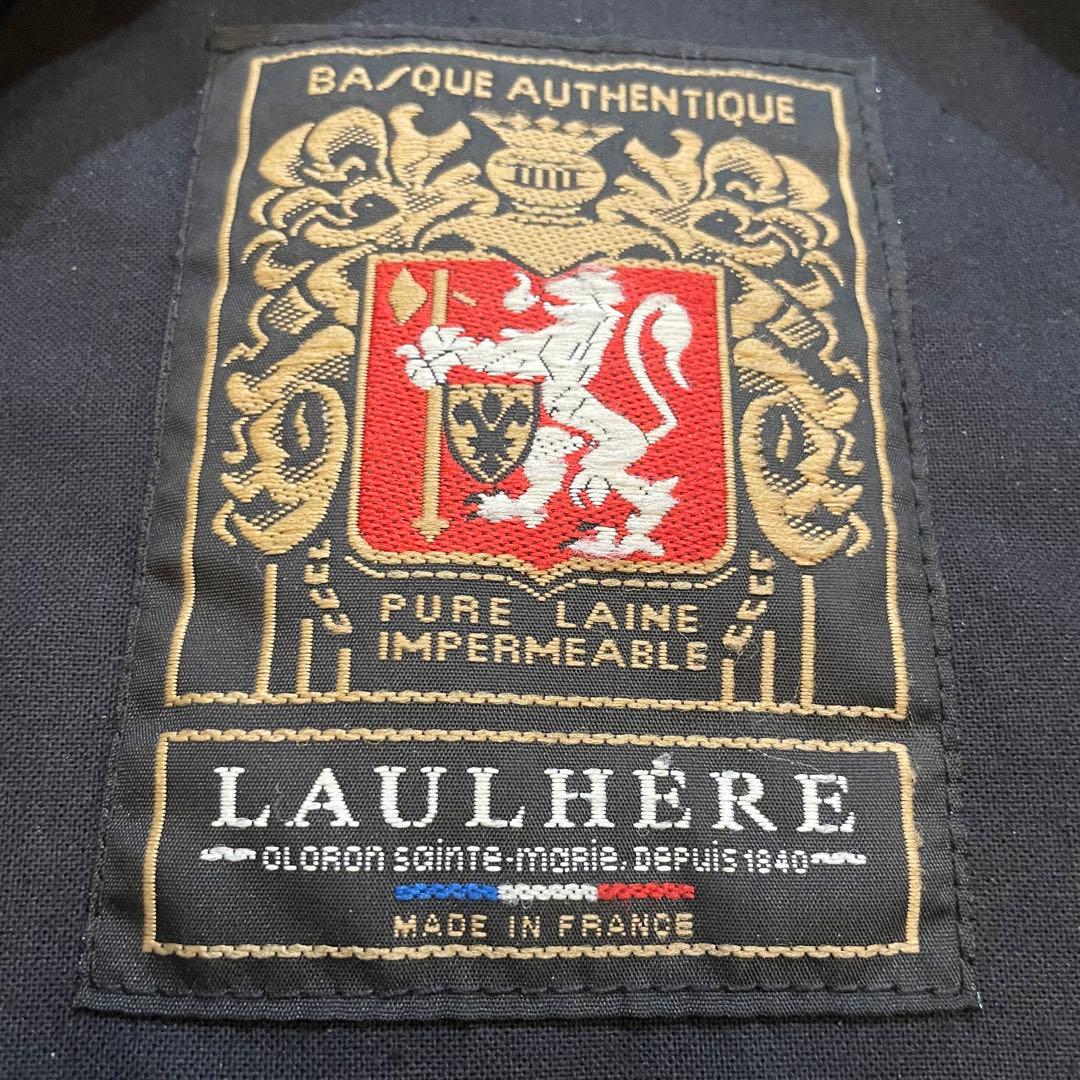 BASQUE AUTHENTIQUE
PURE LAINE
IMPERMEABLE
LAULHÈRE
OLORON SAINTE-MARIE. DEPUIS 1840
MADE IN FRANCE